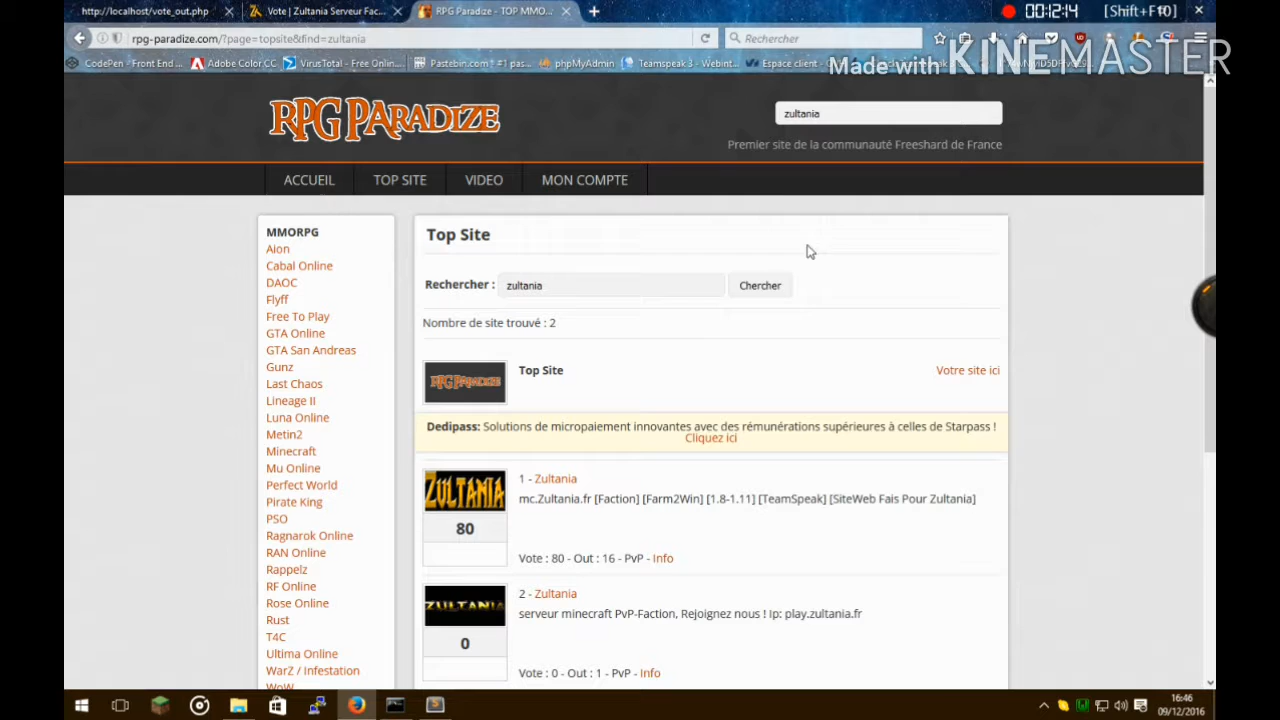 http://localhost/vote_out.php
Vote | Zultania Serveur Fac...
RPG Paradize - TOP MMO...
00:12:14
[Shift+F10]
rpg-paradize.com/?page=topsite&find=zultania
Rechercher
CodePen - Front End ...
Adobe Color CC
VirusTotal - Free Onlin...
Pastebin.com - #1 pas...
phpMyAdmin
Teamspeak 3 - Webint...
Espace client -
Made with KINEMASTER
RPG PARADIZE
zultania
Premier site de la communauté Freeshard de France
ACCUEIL
TOP SITE
VIDEO
MON COMPTE
MMORPG
Aion
Cabal Online
DAOC
Flyff
Free To Play
GTA Online
GTA San Andreas
Gunz
Last Chaos
Lineage II
Luna Online
Metin2
Minecraft
Mu Online
Perfect World
Pirate King
PSO
Ragnarok Online
RAN Online
Rappelz
RF Online
Rose Online
Rust
T4C
Ultima Online
WarZ / Infestation
WoW
Top Site
Rechercher : zultania Chercher
Nombre de site trouvé : 2
RPG PARADIZE
Top Site
Votre site ici
Dedipass: Solutions de micropaiement innovantes avec des rémunérations supérieures à celles de Starpass !
Cliquez ici
ZULTANIA
1 - Zultania
mc.Zultania.fr [Faction] [Farm2Win] [1.8-1.11] [TeamSpeak] [SiteWeb Fais Pour Zultania]
80
Vote : 80 - Out : 16 - PvP - Info
ZULTANIA
2 - Zultania
serveur minecraft PvP-Faction, Rejoignez nous ! Ip: play.zultania.fr
0
Vote : 0 - Out : 1 - PvP - Info
16:46
09/12/2016